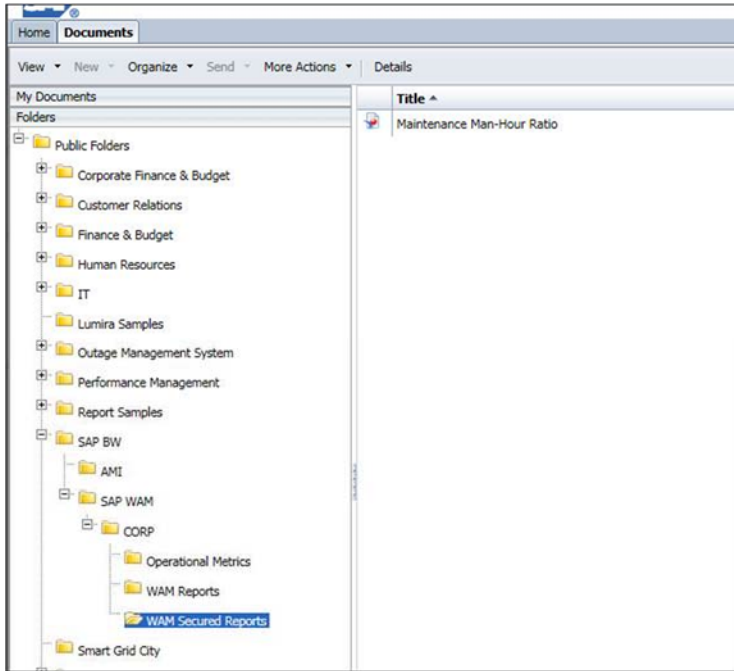 Home Documents
View New Organize Send More Actions Details
My Documents
Title
Folders
Maintenance Man-Hour Ratio
Public Folders
Corporate Finance & Budget
Customer Relations
Finance & Budget
Human Resources
IT
Lumira Samples
Outage Management System
Performance Management
Report Samples
SAP BW
AMI
SAP WAM
CORP
Operational Metrics
WAM Reports
WAM Secured Reports
Smart Grid City